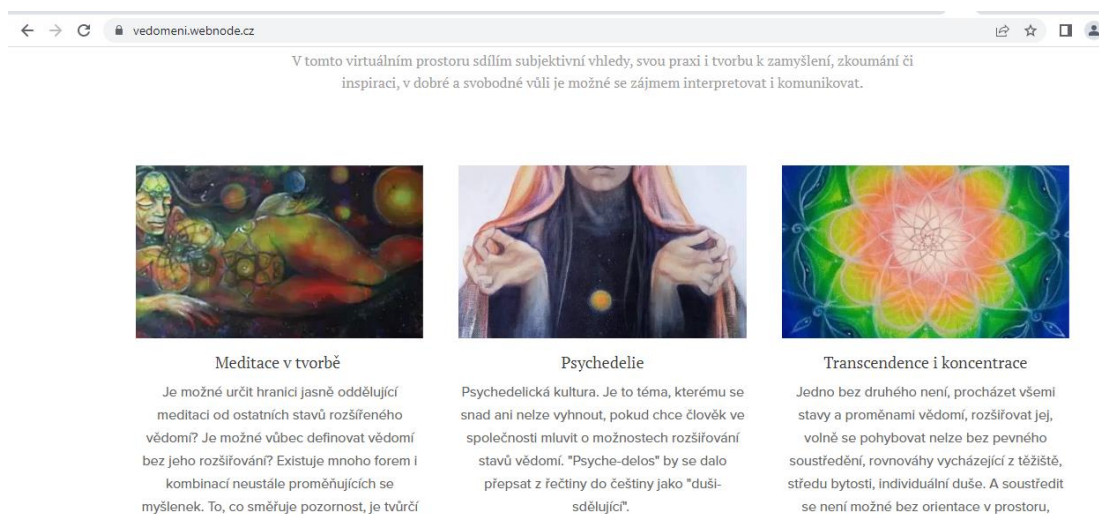 vedomeni.webnode.cz
V tomto virtuálním prostoru sdílím subjektivní vhledy, svou praxi i tvorbu k zamyšlení, zkoumání či
inspiraci, v dobré a svobodné vůli je možné se zájmem interpretovat i komunikovat.
Meditace v tvorbě
Je možné určit hranici jasně oddělující
meditaci od ostatních stavů rozšířeného
vědomí? Je možné vůbec definovat vědomí
bez jeho rozšiřování? Existuje mnoho forem i
kombinací neustále proměňujících se
myšlenek. To, co směřuje pozornost, je tvůrčí
Psychedelie
Psychedelická kultura. Je to téma, kterému se
snad ani nelze vyhnout, pokud chce člověk ve
společnosti mluvit o možnostech rozšiřování
stavů vědomí. "Psyche-delos" by se dalo
přepsat z řečtiny do češtiny jako "duši-
sdělující".
Transcendence i koncentrace
Jedno bez druhého není, procházet všemi
stavy a proměnami vědomí, rozšiřovat jej,
volně se pohybovat nelze bez pevného
soustředění, rovnováhy vycházející z těžiště,
středu bytosti, individuální duše. A soustředit
se není možné bez orientace v prostoru,